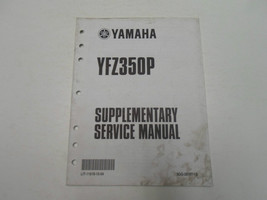 YAMAHA
YFZ350P
SUPPLEMENTARY
SERVICE MANUAL